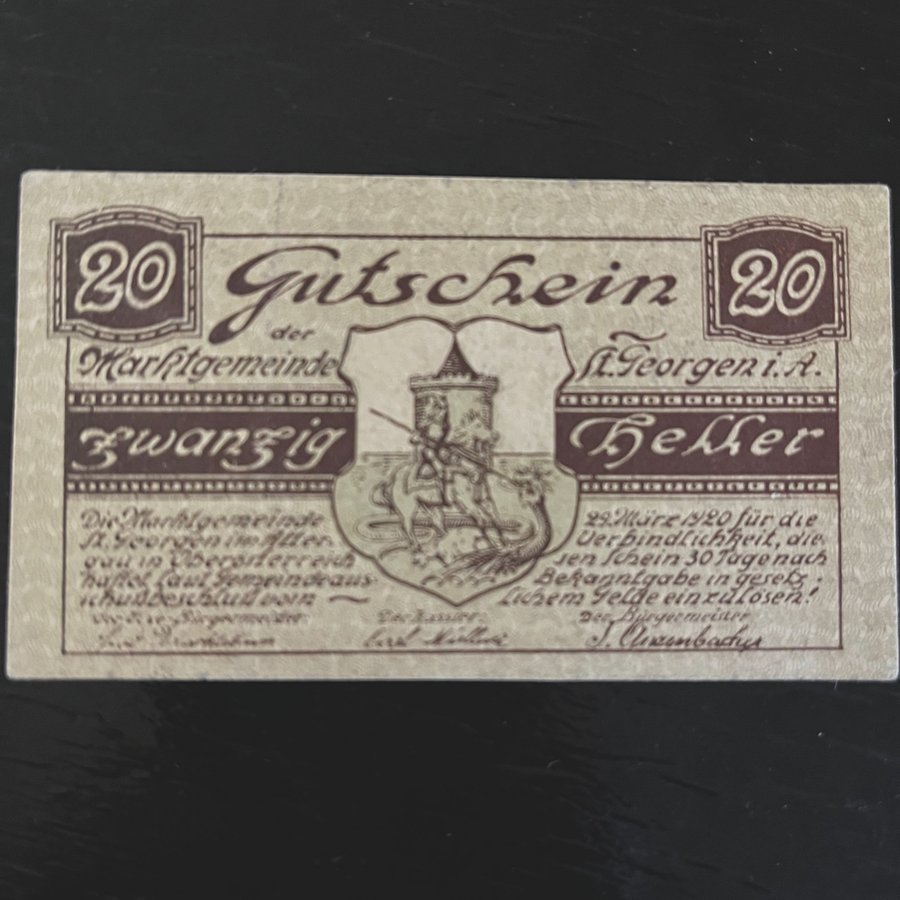 20 Gutschein 20
der
Marktgemeinde St. Georgen i. A.
zwanzig Heller
Die Marktgemeinde
St. Georgen im Atter-
gau in Oberösterreich
haftet laut Gemeindeaus-
schußbeschluß vom
29. März 1920 für die
Verbindlichkeit, die-
sen Schein 30 Tage nach
Bekanntgabe in gesetz-
lichem Gelde einzulösen!
Der Bürgermeister